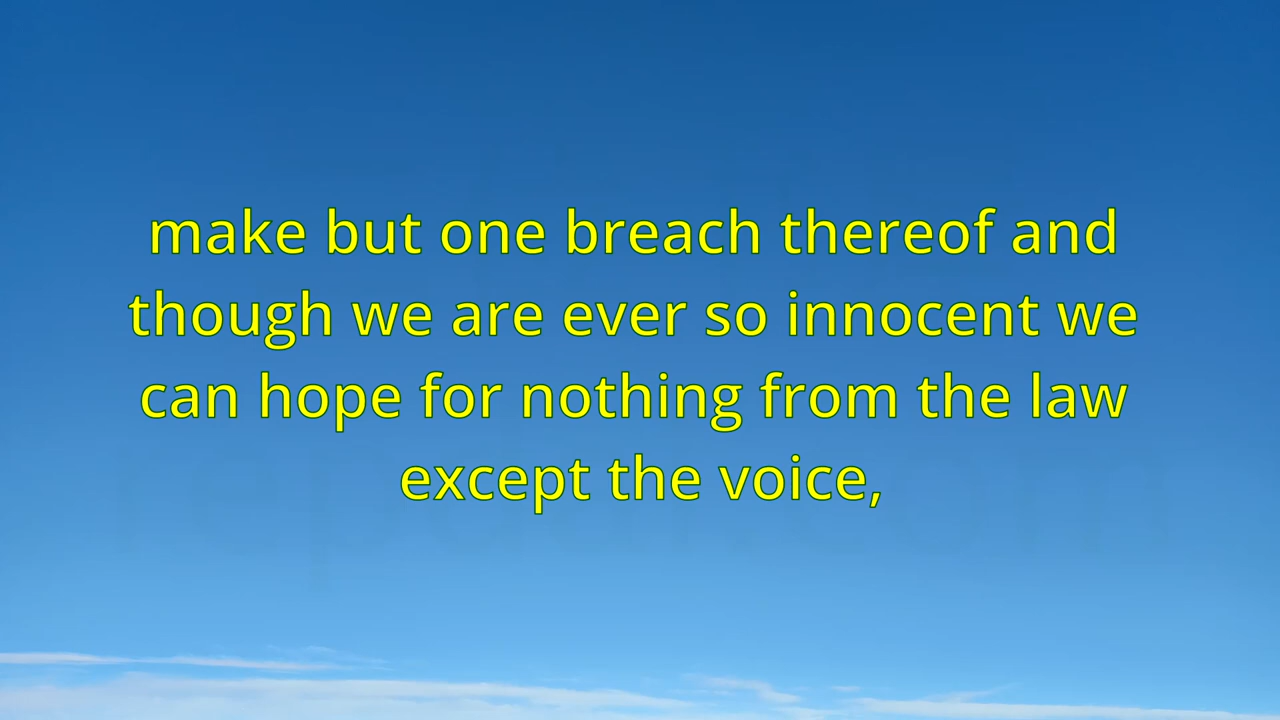 make but one breach thereof and
though we are ever so innocent we
can hope for nothing from the law
except the voice,